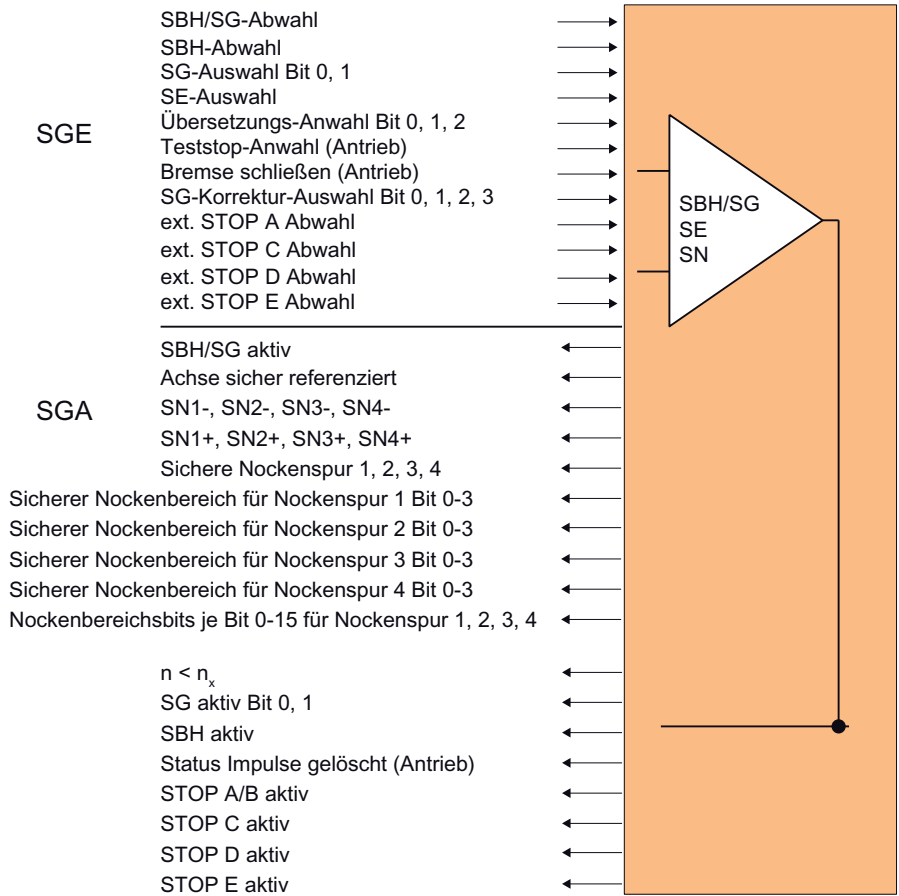 SBH/SG-Abwahl
SBH-Abwahl
SG-Auswahl Bit 0, 1
SE-Auswahl
SGE
Übersetzungs-Anwahl Bit 0, 1, 2
Teststop-Anwahl (Antrieb)
Bremse schließen (Antrieb)
SG-Korrektur-Auswahl Bit 0, 1, 2, 3
ext. STOP A Abwahl
ext. STOP C Abwahl
ext. STOP D Abwahl
ext. STOP E Abwahl
SBH/SG
SE
SN
SBH/SG aktiv
Achse sicher referenziert
SGA
SN1-, SN2-, SN3-, SN4-
SN1+, SN2+, SN3+, SN4+
Sichere Nockenspur 1, 2, 3, 4
Sicherer Nockenbereich für Nockenspur 1 Bit 0-3
Sicherer Nockenbereich für Nockenspur 2 Bit 0-3
Sicherer Nockenbereich für Nockenspur 3 Bit 0-3
Sicherer Nockenbereich für Nockenspur 4 Bit 0-3
Nockenbereichsbits je Bit 0-15 für Nockenspur 1, 2, 3, 4
n < nₓ
SG aktiv Bit 0, 1
SBH aktiv
Status Impulse gelöscht (Antrieb)
STOP A/B aktiv
STOP C aktiv
STOP D aktiv
STOP E aktiv